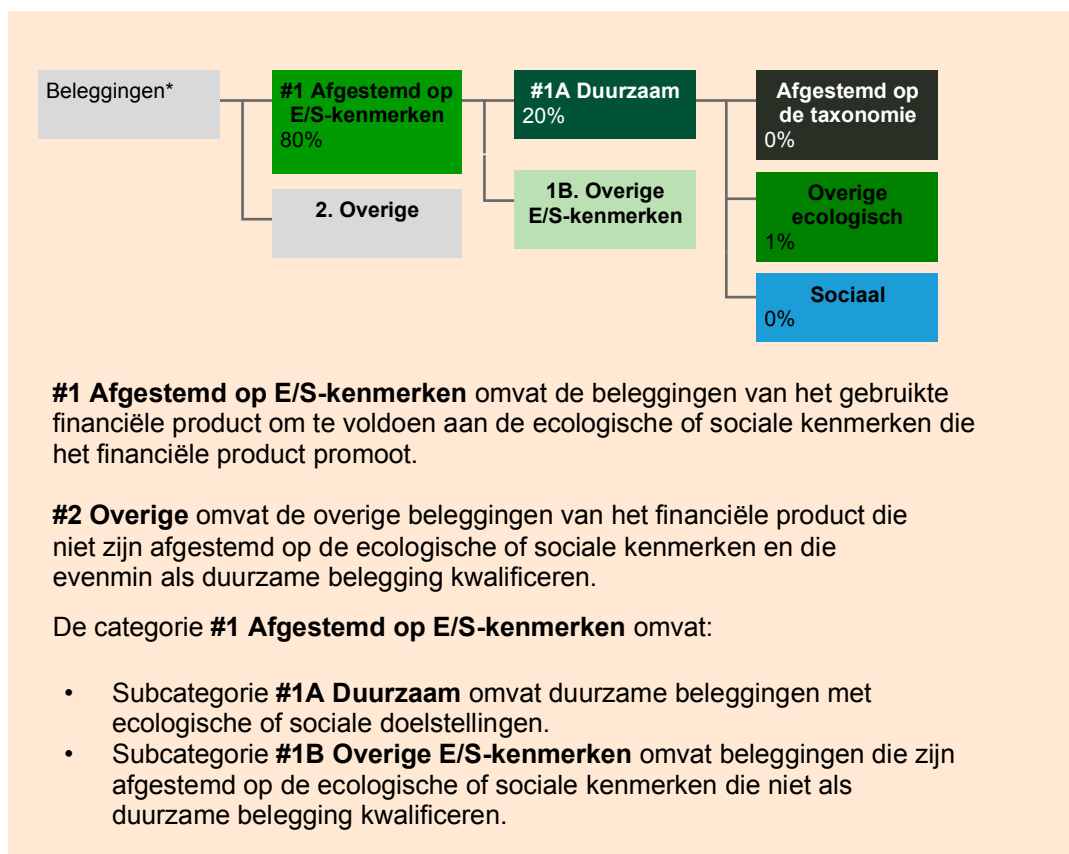 Beleggingen*
#1 Afgestemd op
E/S-kenmerken
80%
2. Overige
#1A Duurzaam
20%
1B. Overige
E/S-kenmerken
Afgestemd op
de taxonomie
0%
Overige
ecologisch
1%
Sociaal
0%
#1 Afgestemd op E/S-kenmerken omvat de beleggingen van het gebruikte
financiële product om te voldoen aan de ecologische of sociale kenmerken die
het financiële product promoot.
#2 Overige omvat de overige beleggingen van het financiële product die
niet zijn afgestemd op de ecologische of sociale kenmerken en die
evenmin als duurzame belegging kwalificeren.
De categorie #1 Afgestemd op E/S-kenmerken omvat:
• Subcategorie #1A Duurzaam omvat duurzame beleggingen met
ecologische of sociale doelstellingen.
• Subcategorie #1B Overige E/S-kenmerken omvat beleggingen die zijn
afgestemd op de ecologische of sociale kenmerken die niet als
duurzame belegging kwalificeren.